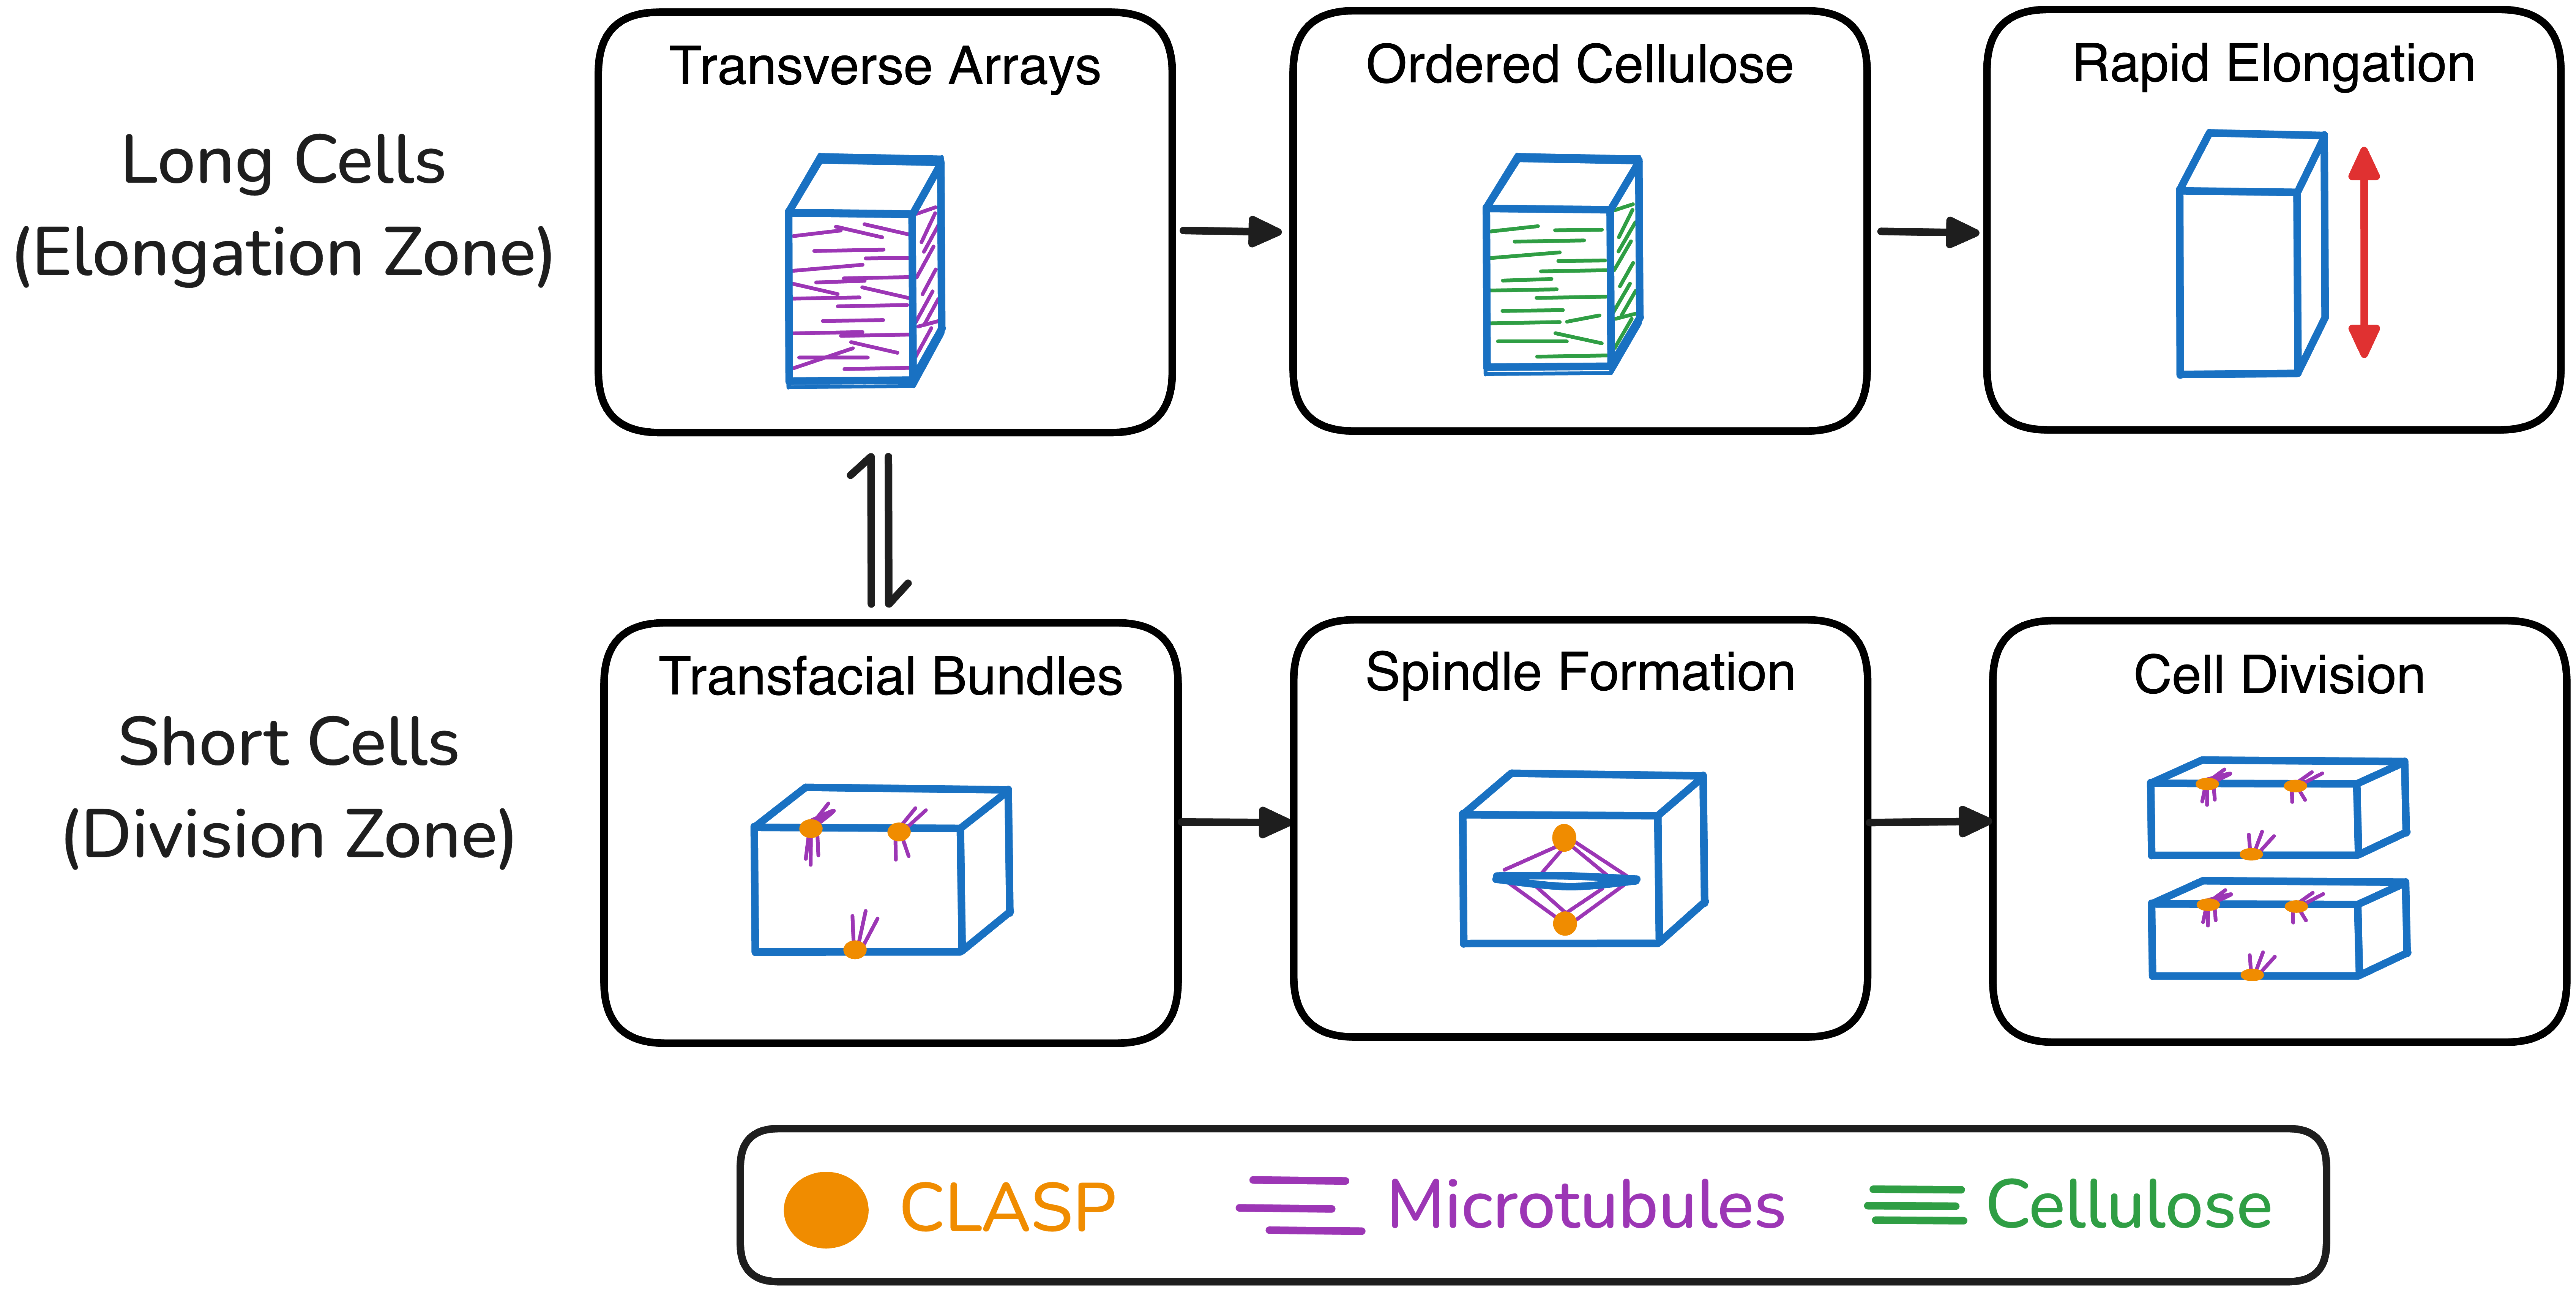 Long Cells
(Elongation Zone)
Transverse Arrays
Ordered Cellulose
Rapid Elongation
Short Cells
(Division Zone)
Transfacial Bundles
Spindle Formation
Cell Division
CLASP
Microtubules
Cellulose